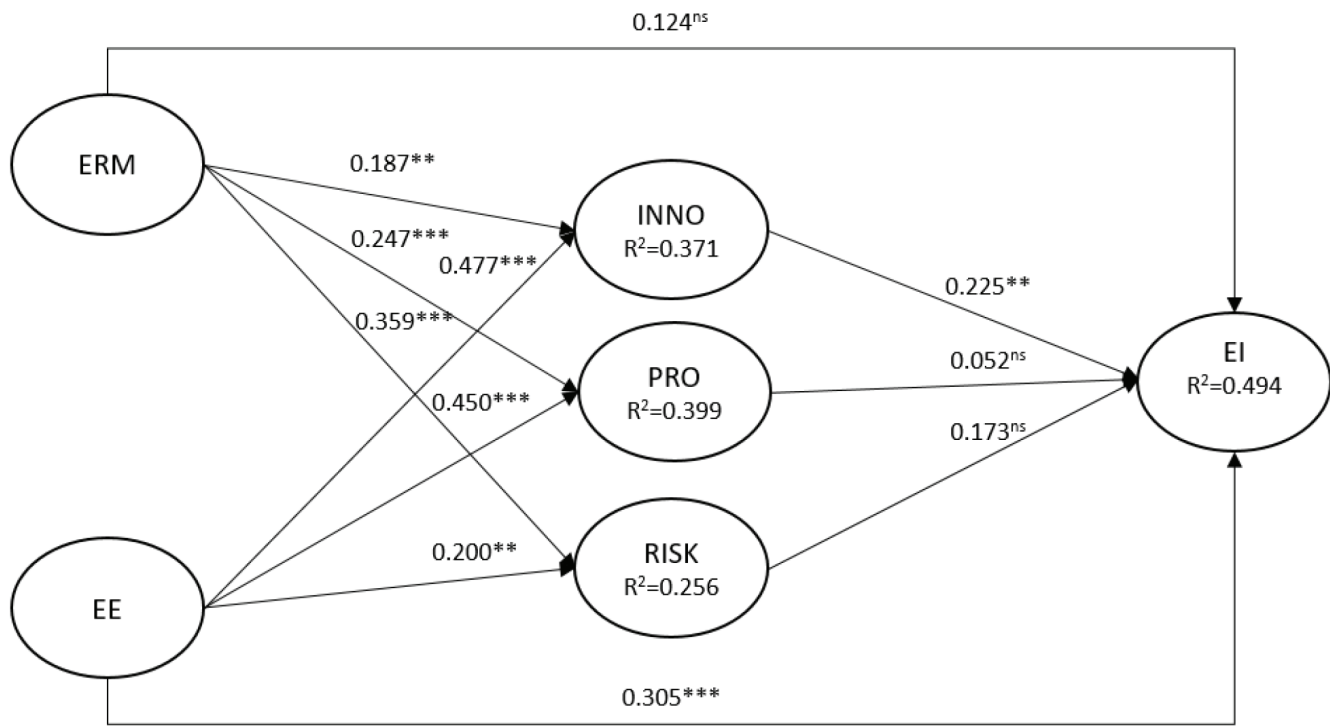 0.124ⁿˢ
ERM
0.187**
INNO
R²=0.371
0.247***
0.477***
0.225**
0.359***
EI
R²=0.494
PRO
R²=0.399
0.052ⁿˢ
0.450***
0.173ⁿˢ
RISK
R²=0.256
0.200**
EE
0.305***